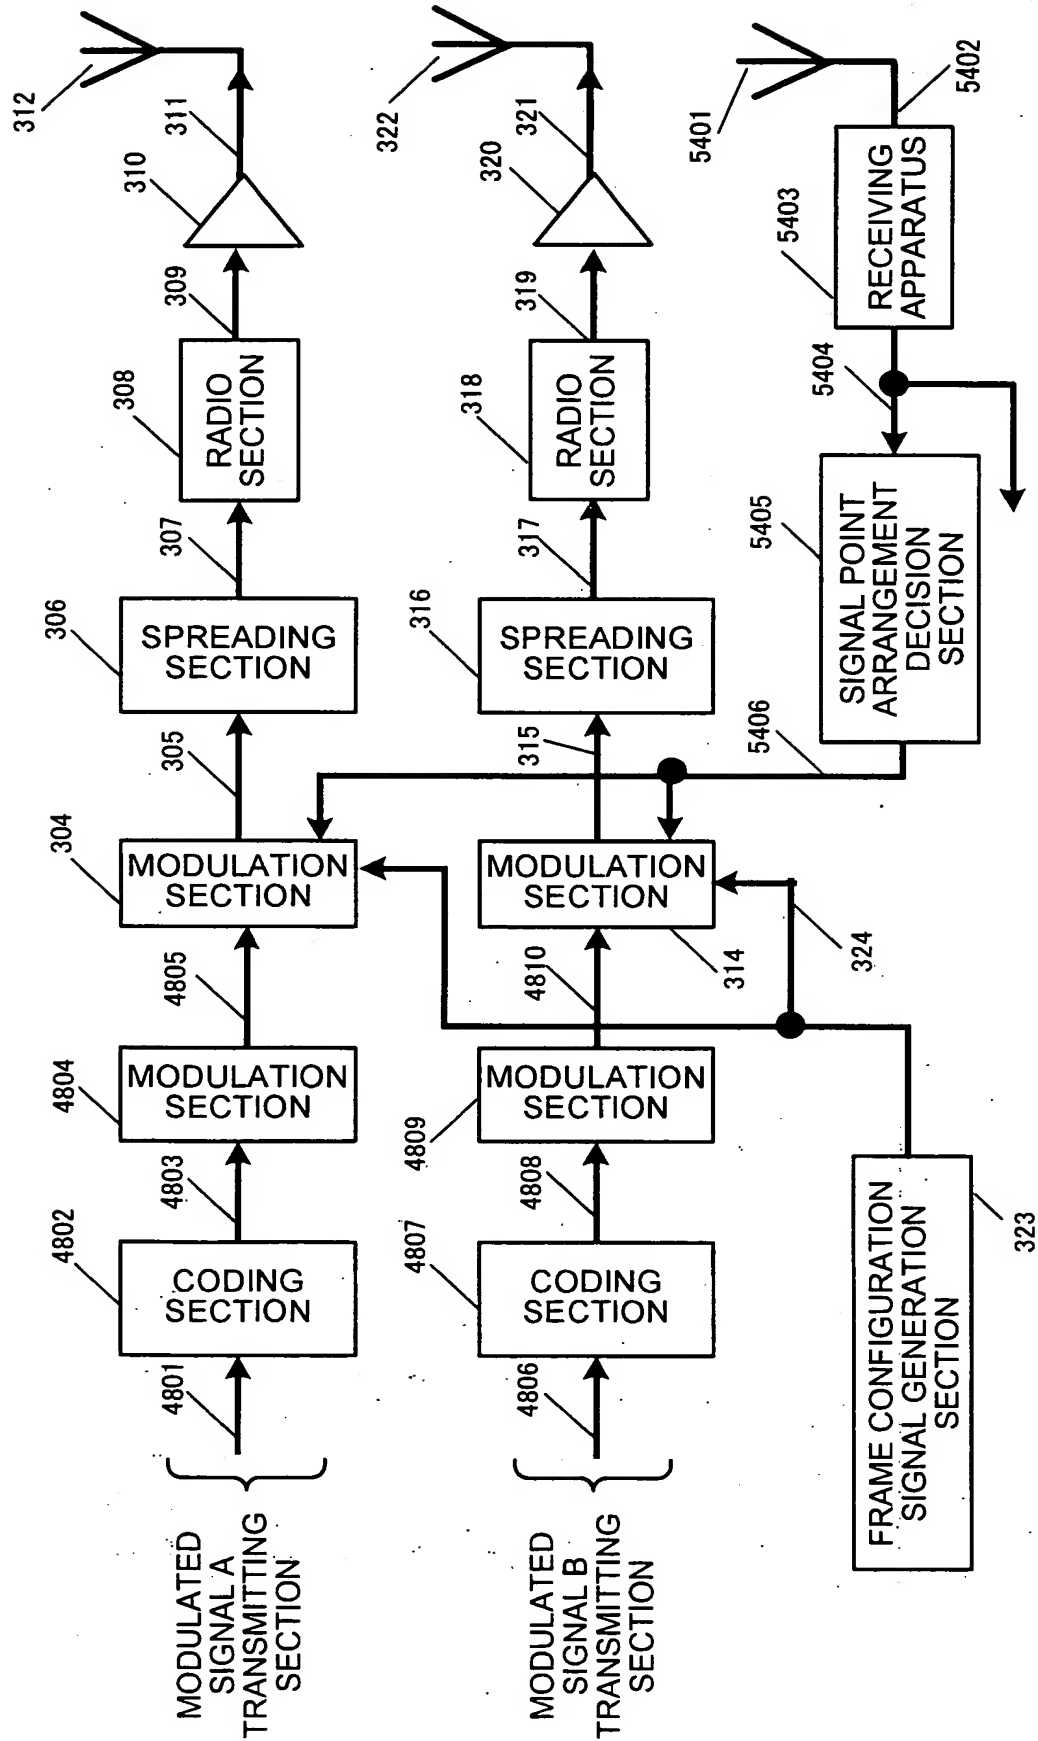 MODULATED
SIGNAL A
TRANSMITTING
SECTION
4801
4802
CODING
SECTION
4803
4804
MODULATION
SECTION
4805
304
MODULATION
SECTION
305
306
SPREADING
SECTION
307
308
RADIO
SECTION
309
310
311
312
MODULATED
SIGNAL B
TRANSMITTING
SECTION
4806
4807
CODING
SECTION
4808
4809
MODULATION
SECTION
4810
314
MODULATION
SECTION
315
316
SPREADING
SECTION
317
318
RADIO
SECTION
319
320
321
322
FRAME CONFIGURATION
SIGNAL GENERATION
SECTION
323
324
5406
SIGNAL POINT
ARRANGEMENT
DECISION
SECTION
5405
5404
RECEIVING
APPARATUS
5403
5402
5401